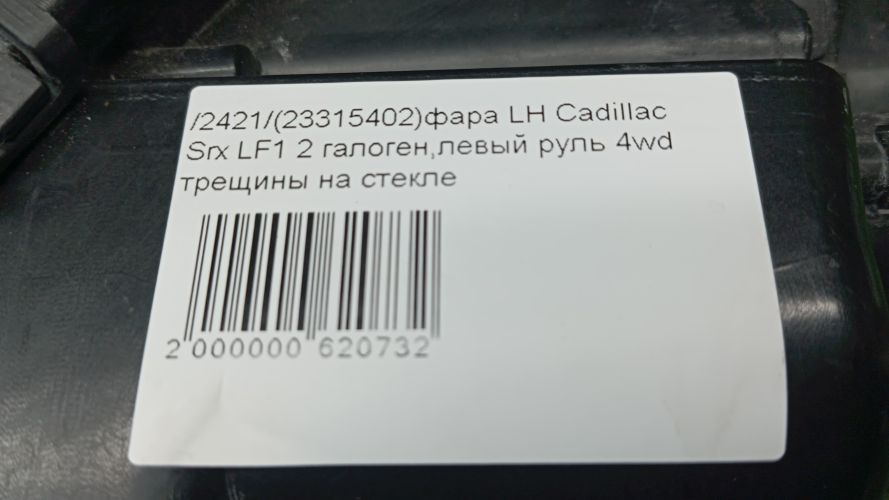 /2421/(23315402)фара LH Cadillac
Srx LF1 2 галоген,левый руль 4wd
трещины на стекле
2 000000 620732